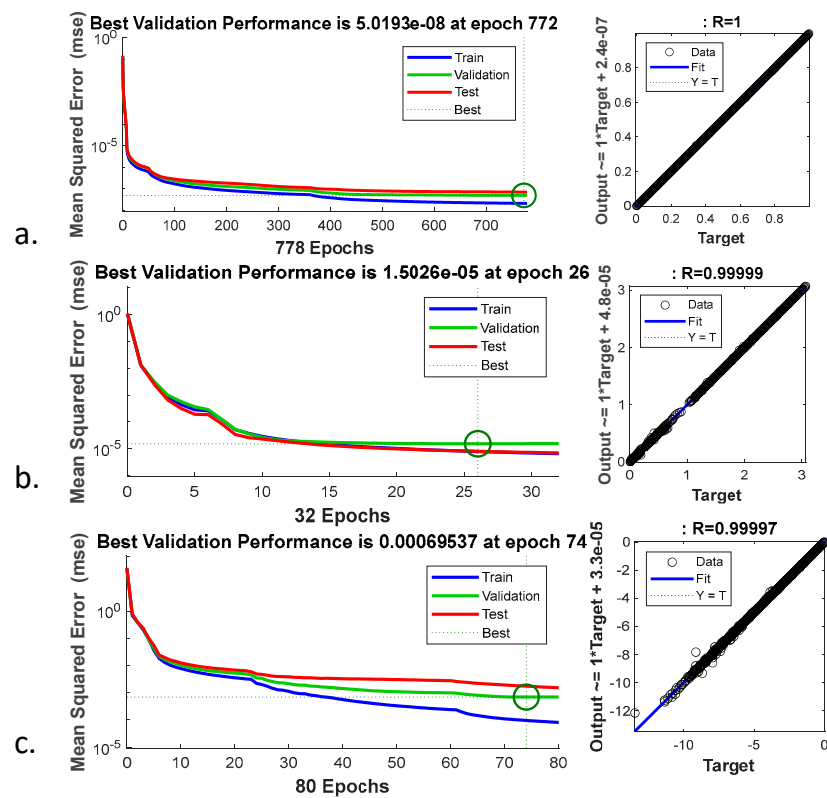 Best Validation Performance is 5.0193e-08 at epoch 772
Mean Squared Error (mse)
10^0
10^-5
Train
Validation
Test
Best
0 100 200 300 400 500 600 700
778 Epochs
a.
: R=1
Output ~= 1*Target + 2.4e-07
Data
Fit
Y = T
0.8
0.6
0.4
0.2
0
0 0.2 0.4 0.6 0.8
Target
Best Validation Performance is 1.5026e-05 at epoch 26
Mean Squared Error (mse)
10^0
10^-5
Train
Validation
Test
Best
0 5 10 15 20 25 30
32 Epochs
b.
: R=0.99999
Output ~= 1*Target + 4.8e-05
Data
Fit
Y = T
3
2
1
0
0 1 2 3
Target
Best Validation Performance is 0.00069537 at epoch 74
Mean Squared Error (mse)
10^0
10^-5
Train
Validation
Test
Best
0 10 20 30 40 50 60 70 80
80 Epochs
c.
: R=0.99997
Output ~= 1*Target + 3.3e-05
Data
Fit
Y = T
0
-2
-4
-6
-8
-10
-12
-10 -5 0
Target